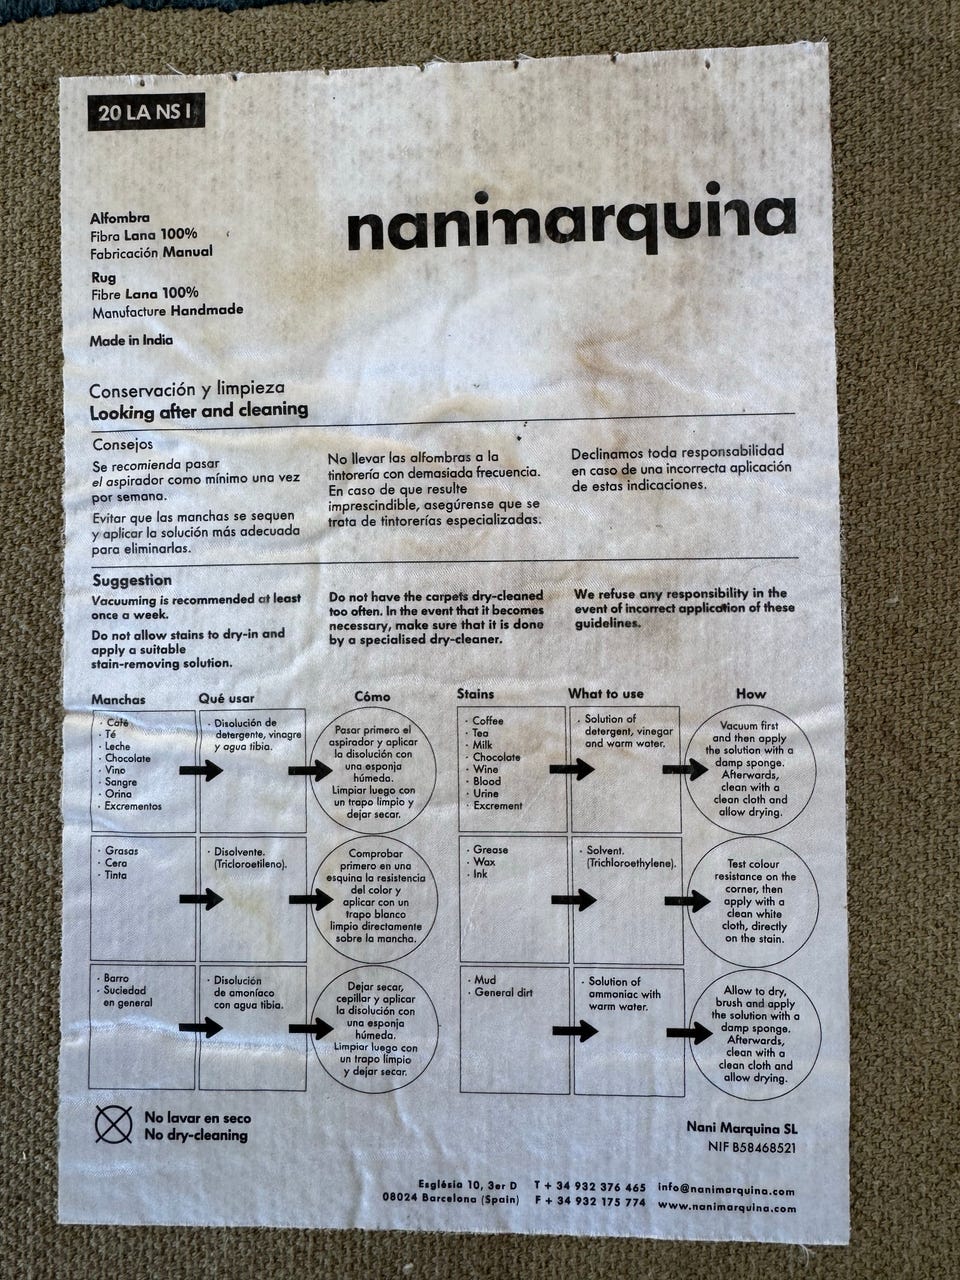 20 LA NS I
nanimarquina
Alfombra
Fibra Lana 100%
Fabricación Manual
Rug
Fibre Lana 100%
Manufacture Handmade
Made in India
Conservación y limpieza
Looking after and cleaning
Consejos
Se recomienda pasar
el aspirador como mínimo una vez
por semana.
Evitar que las manchas se sequen
y aplicar la solución más adecuada
para eliminarlas.
No llevar las alfombras a la
tintorería con demasiada frecuencia.
En caso de que resulte
imprescindible, asegúrense que se
trata de tintorerías especializadas.
Declinamos toda responsabilidad
en caso de una incorrecta aplicación
de estas indicaciones.
Suggestion
Vacuuming is recommended at least
once a week.
Do not allow stains to dry-in and
apply a suitable
stain-removing solution.
Do not have the carpets dry-cleaned
too often. In the event that it becomes
necessary, make sure that it is done
by a specialised dry-cleaner.
We refuse any responsibility in the
event of incorrect application of these
guidelines.
Manchas
Qué usar
Cómo
· Café
· Té
· Leche
· Chocolate
· Vino
· Sangre
· Orina
· Excrementos
· Disolución de
detergente, vinagre
y agua tibia.
Pasar primero el
aspirador y aplicar
la disolución con
una esponja
húmeda.
Limpiar luego con
un trapo limpio y
dejar secar.
· Grasas
· Cera
· Tinta
· Disolvente.
(Tricloroetileno).
Comprobar
primero en una
esquina la resistencia
del color y
aplicar con un
trapo blanco
limpio directamente
sobre la mancha.
· Barro
· Suciedad
en general
· Disolución
de amoníaco
con agua tibia.
Dejar secar,
cepillar y aplicar
la disolución con
una esponja
húmeda.
Limpiar luego con
un trapo limpio
y dejar secar.
Stains
What to use
How
· Coffee
· Tea
· Milk
· Chocolate
· Wine
· Blood
· Urine
· Excrement
· Solution of
detergent, vinegar
and warm water.
Vacuum first
and then apply
the solution with a
damp sponge.
Afterwards,
clean with a
clean cloth and
allow drying.
· Grease
· Wax
· Ink
· Solvent.
(Trichloroethylene).
Test colour
resistance on the
corner, then
apply with a
clean white
cloth, directly
on the stain.
· Mud
· General dirt
· Solution of
ammoniac with
warm water.
Allow to dry,
brush and apply
the solution with a
damp sponge.
Afterwards,
clean with a
clean cloth and
allow drying.
No lavar en seco
No dry-cleaning
Nani Marquina SL
NIF B58468521
Església 10, 3er D
08024 Barcelona (Spain)
T + 34 932 376 465
F + 34 932 175 774
info@nanimarquina.com
www.nanimarquina.com